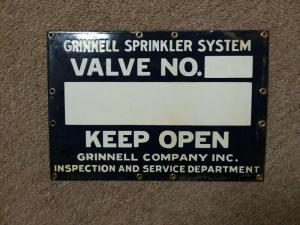 GRINNELL SPRINKLER SYSTEM
VALVE NO.
KEEP OPEN
GRINNELL COMPANY INC.
INSPECTION AND SERVICE DEPARTMENT